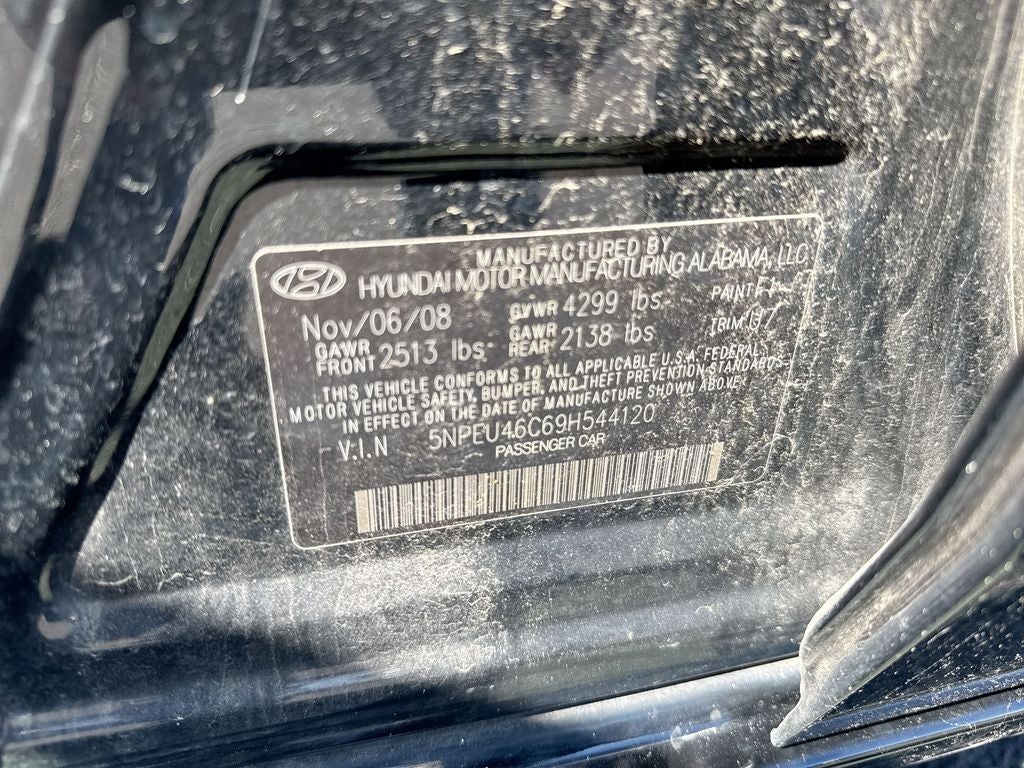 MANUFACTURED BY
HYUNDAI MOTOR MANUFACTURING ALABAMA, LLC
Nov/06/08 GVWR 4299 lbs PAINT
GAWR FRONT 2513 lbs GAWR REAR 2138 lbs TRIM
THIS VEHICLE CONFORMS TO ALL APPLICABLE U.S.A. FEDERAL
MOTOR VEHICLE SAFETY, BUMPER, AND THEFT PREVENTION STANDARDS
IN EFFECT ON THE DATE OF MANUFACTURE SHOWN ABOVE.
V.I.N 5NPEU46C69H544120
PASSENGER CAR